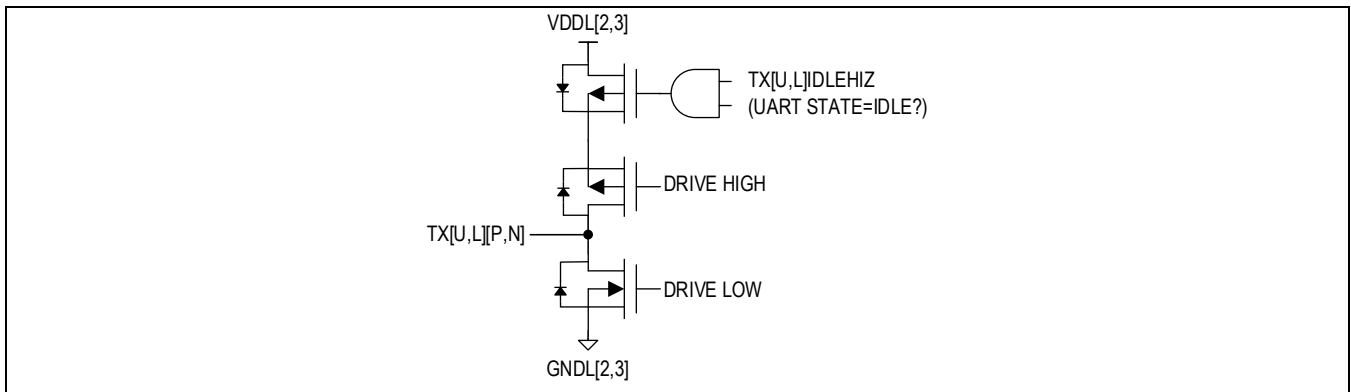 VDDL[2,3]
TX[U,L]IDLEHIZ
(UART STATE=IDLE?)
DRIVE HIGH
TX[U,L][P,N]
DRIVE LOW
GNDL[2,3]